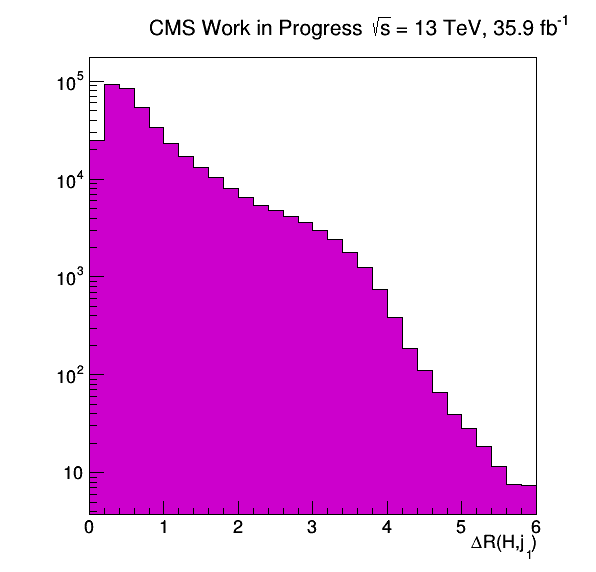 CMS Work in Progress √s = 13 TeV, 35.9 fb⁻¹
10⁵
10⁴
10³
10²
10
0 1 2 3 4 5 6
ΔR(H,j₁)